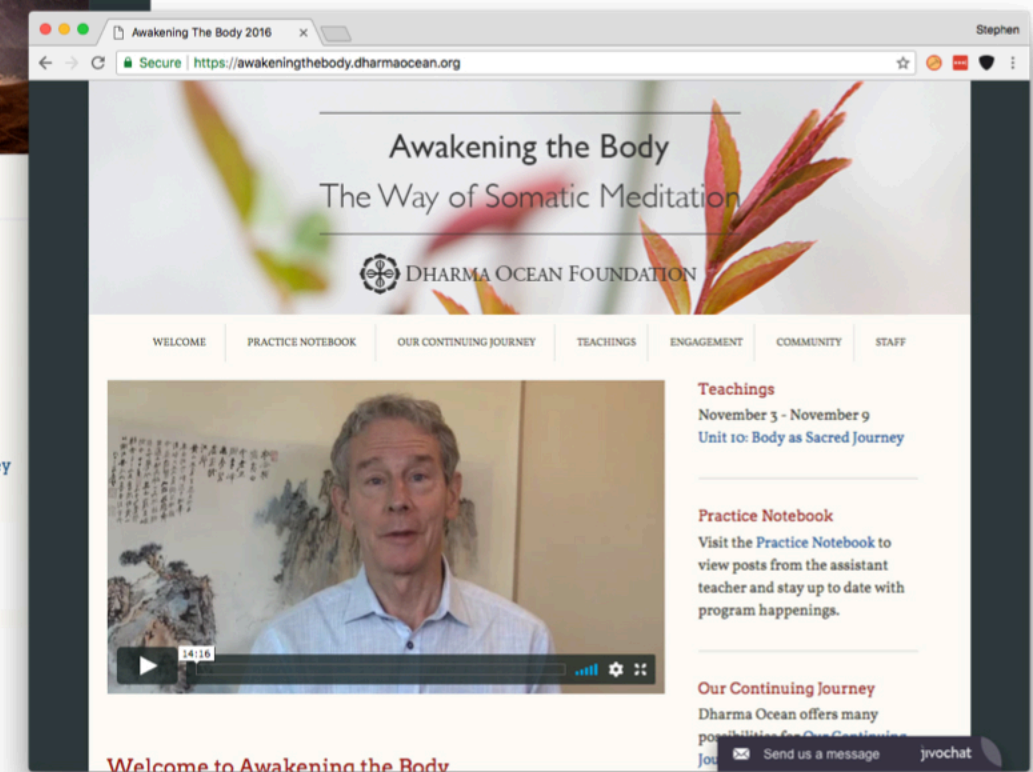 Awakening The Body 2016
Stephen
Secure | https://awakeningthebody.dharmaocean.org
Awakening the Body
The Way of Somatic Meditation
DHARMA OCEAN FOUNDATION
WELCOME PRACTICE NOTEBOOK OUR CONTINUING JOURNEY TEACHINGS ENGAGEMENT COMMUNITY STAFF
14:16
Teachings
November 3 - November 9
Unit 10: Body as Sacred Journey
Practice Notebook
Visit the Practice Notebook to
view posts from the assistant
teacher and stay up to date with
program happenings.
Our Continuing Journey
Dharma Ocean offers many
possibilities for Our Continuing
Send us a message jivochat
Welcome to Awakening the Body